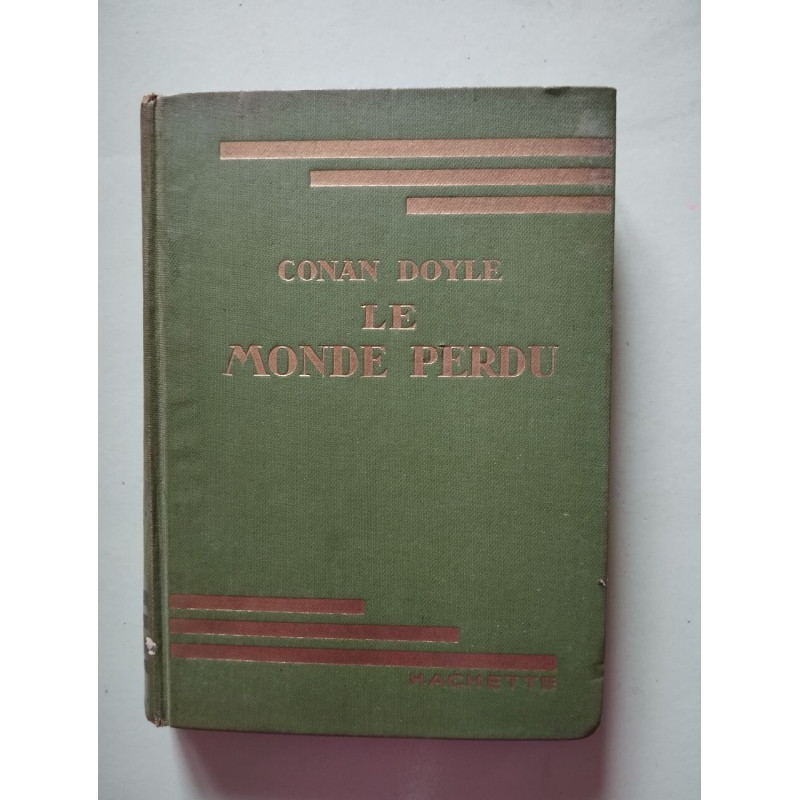 CONAN DOYLE
LE
MONDE PERDU
HACHETTE